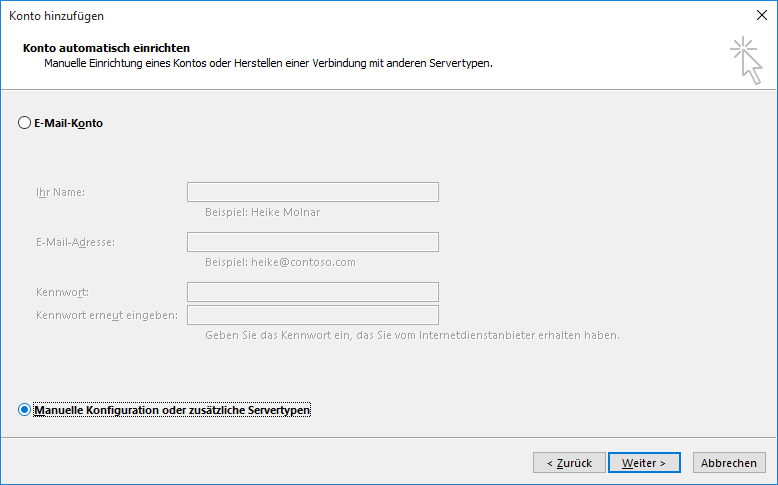 Konto hinzufügen
Konto automatisch einrichten
Manuelle Einrichtung eines Kontos oder Herstellen einer Verbindung mit anderen Servertypen.
E-Mail-Konto
Ihr Name:
Beispiel: Heike Molnar
E-Mail-Adresse:
Beispiel: heike@contoso.com
Kennwort:
Kennwort erneut eingeben:
Geben Sie das Kennwort ein, das Sie vom Internetdienstanbieter erhalten haben.
Manuelle Konfiguration oder zusätzliche Servertypen
< Zurück Weiter > Abbrechen